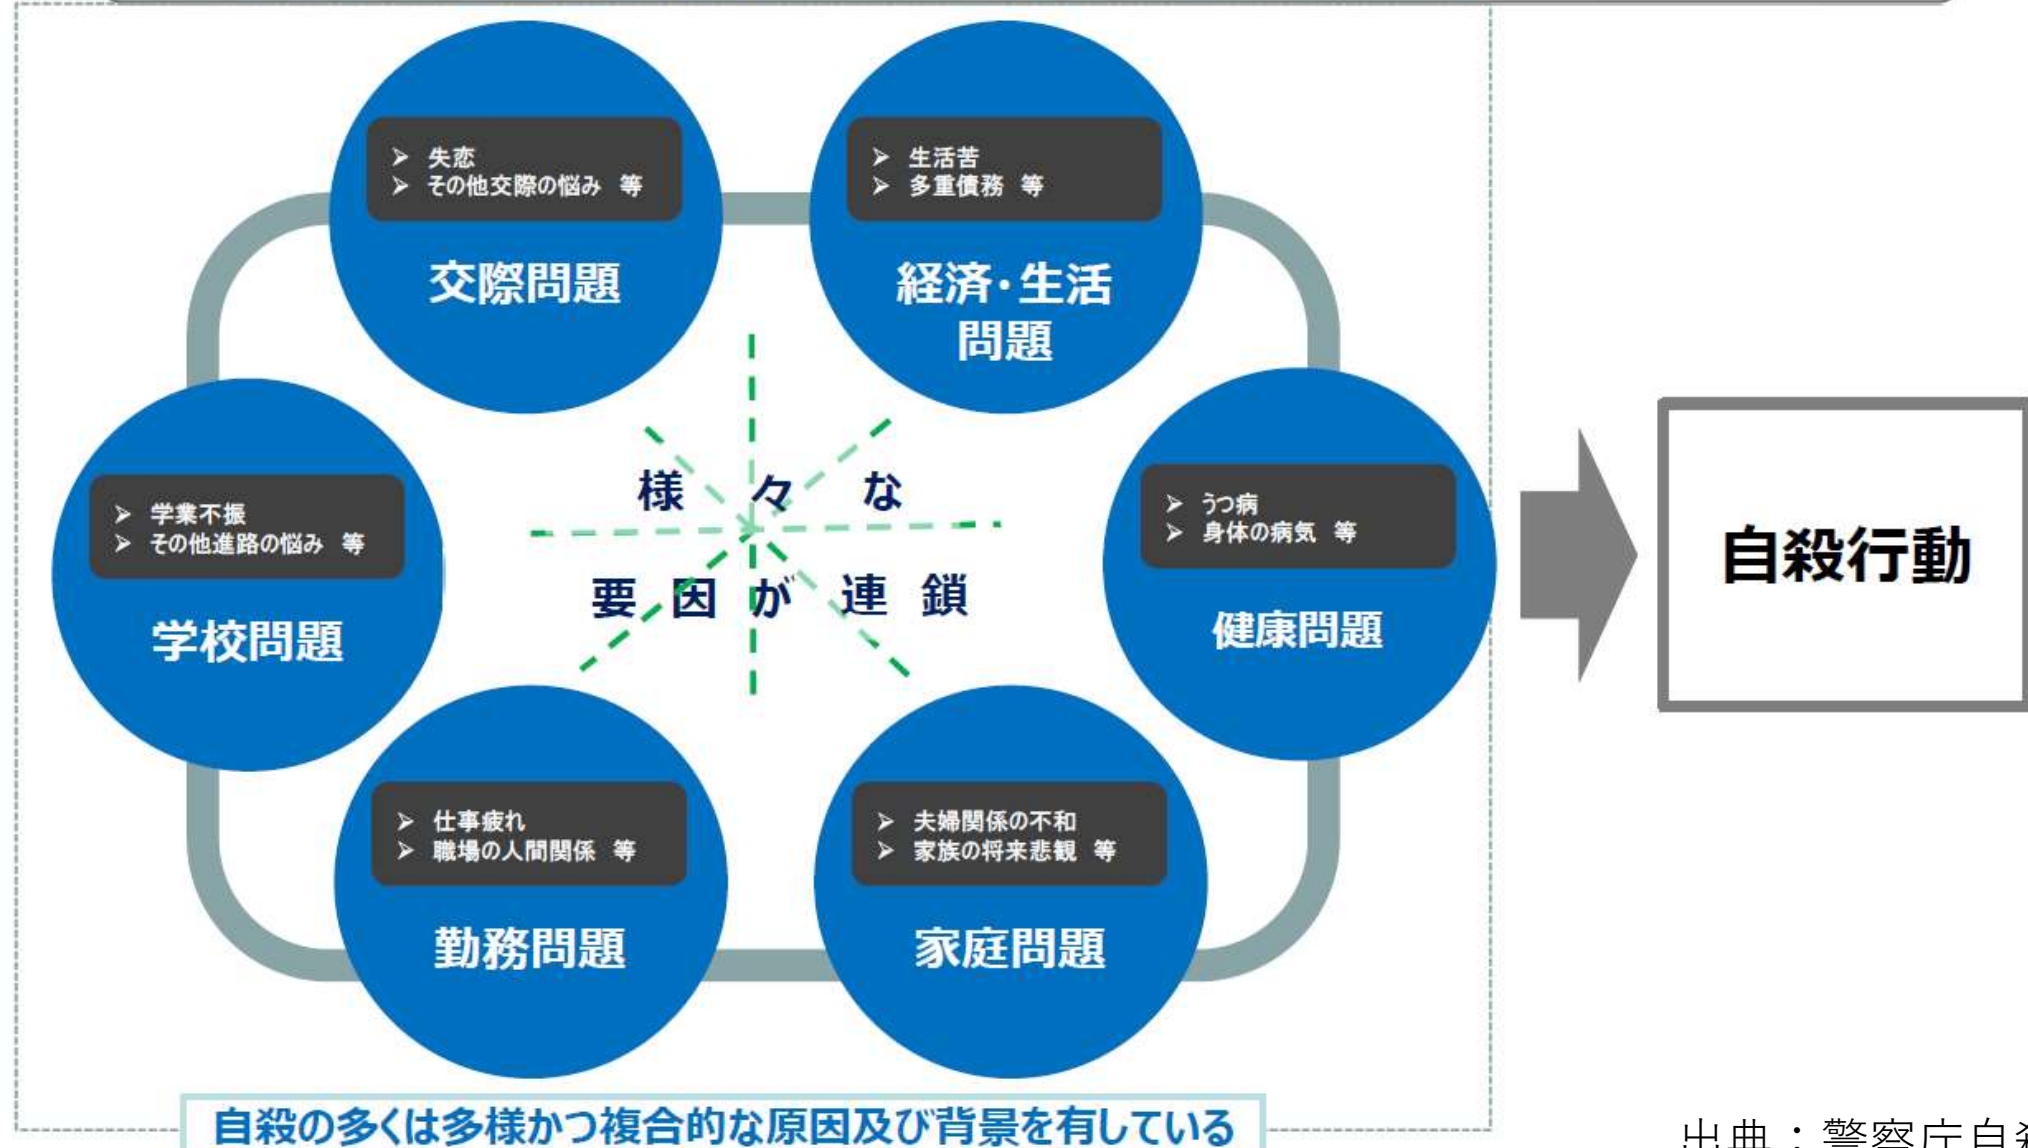 ➢ 失恋
➢ その他交際の悩み 等
交際問題
➢ 生活苦
➢ 多重債務 等
経済・生活
問題
➢ 学業不振
➢ その他進路の悩み 等
学校問題
様々な
要因が連鎖
➢ うつ病
➢ 身体の病気 等
健康問題
自殺行動
➢ 仕事疲れ
➢ 職場の人間関係 等
勤務問題
➢ 夫婦関係の不和
➢ 家族の将来悲観 等
家庭問題
自殺の多くは多様かつ複合的な原因及び背景を有している
出典：警察庁自殺